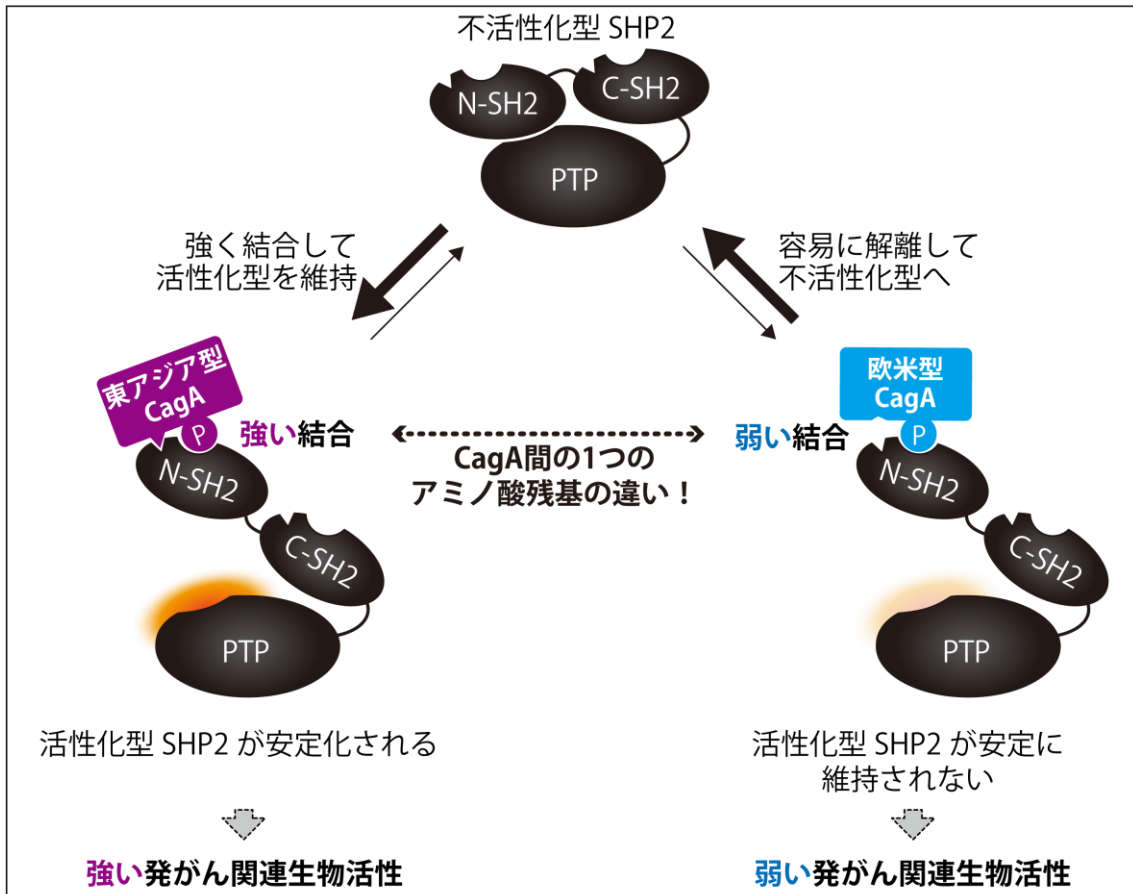 不活性化型 SHP2
N-SH2
C-SH2
PTP
強く結合して
活性化型を維持
容易に解離して
不活性化型へ
東アジア型
CagA
P
強い結合
N-SH2
C-SH2
PTP
CagA間の1つの
アミノ酸残基の違い！
欧米型
CagA
P
弱い結合
N-SH2
C-SH2
PTP
活性化型 SHP2 が安定化される
活性化型 SHP2 が安定に
維持されない
強い発がん関連生物活性
弱い発がん関連生物活性